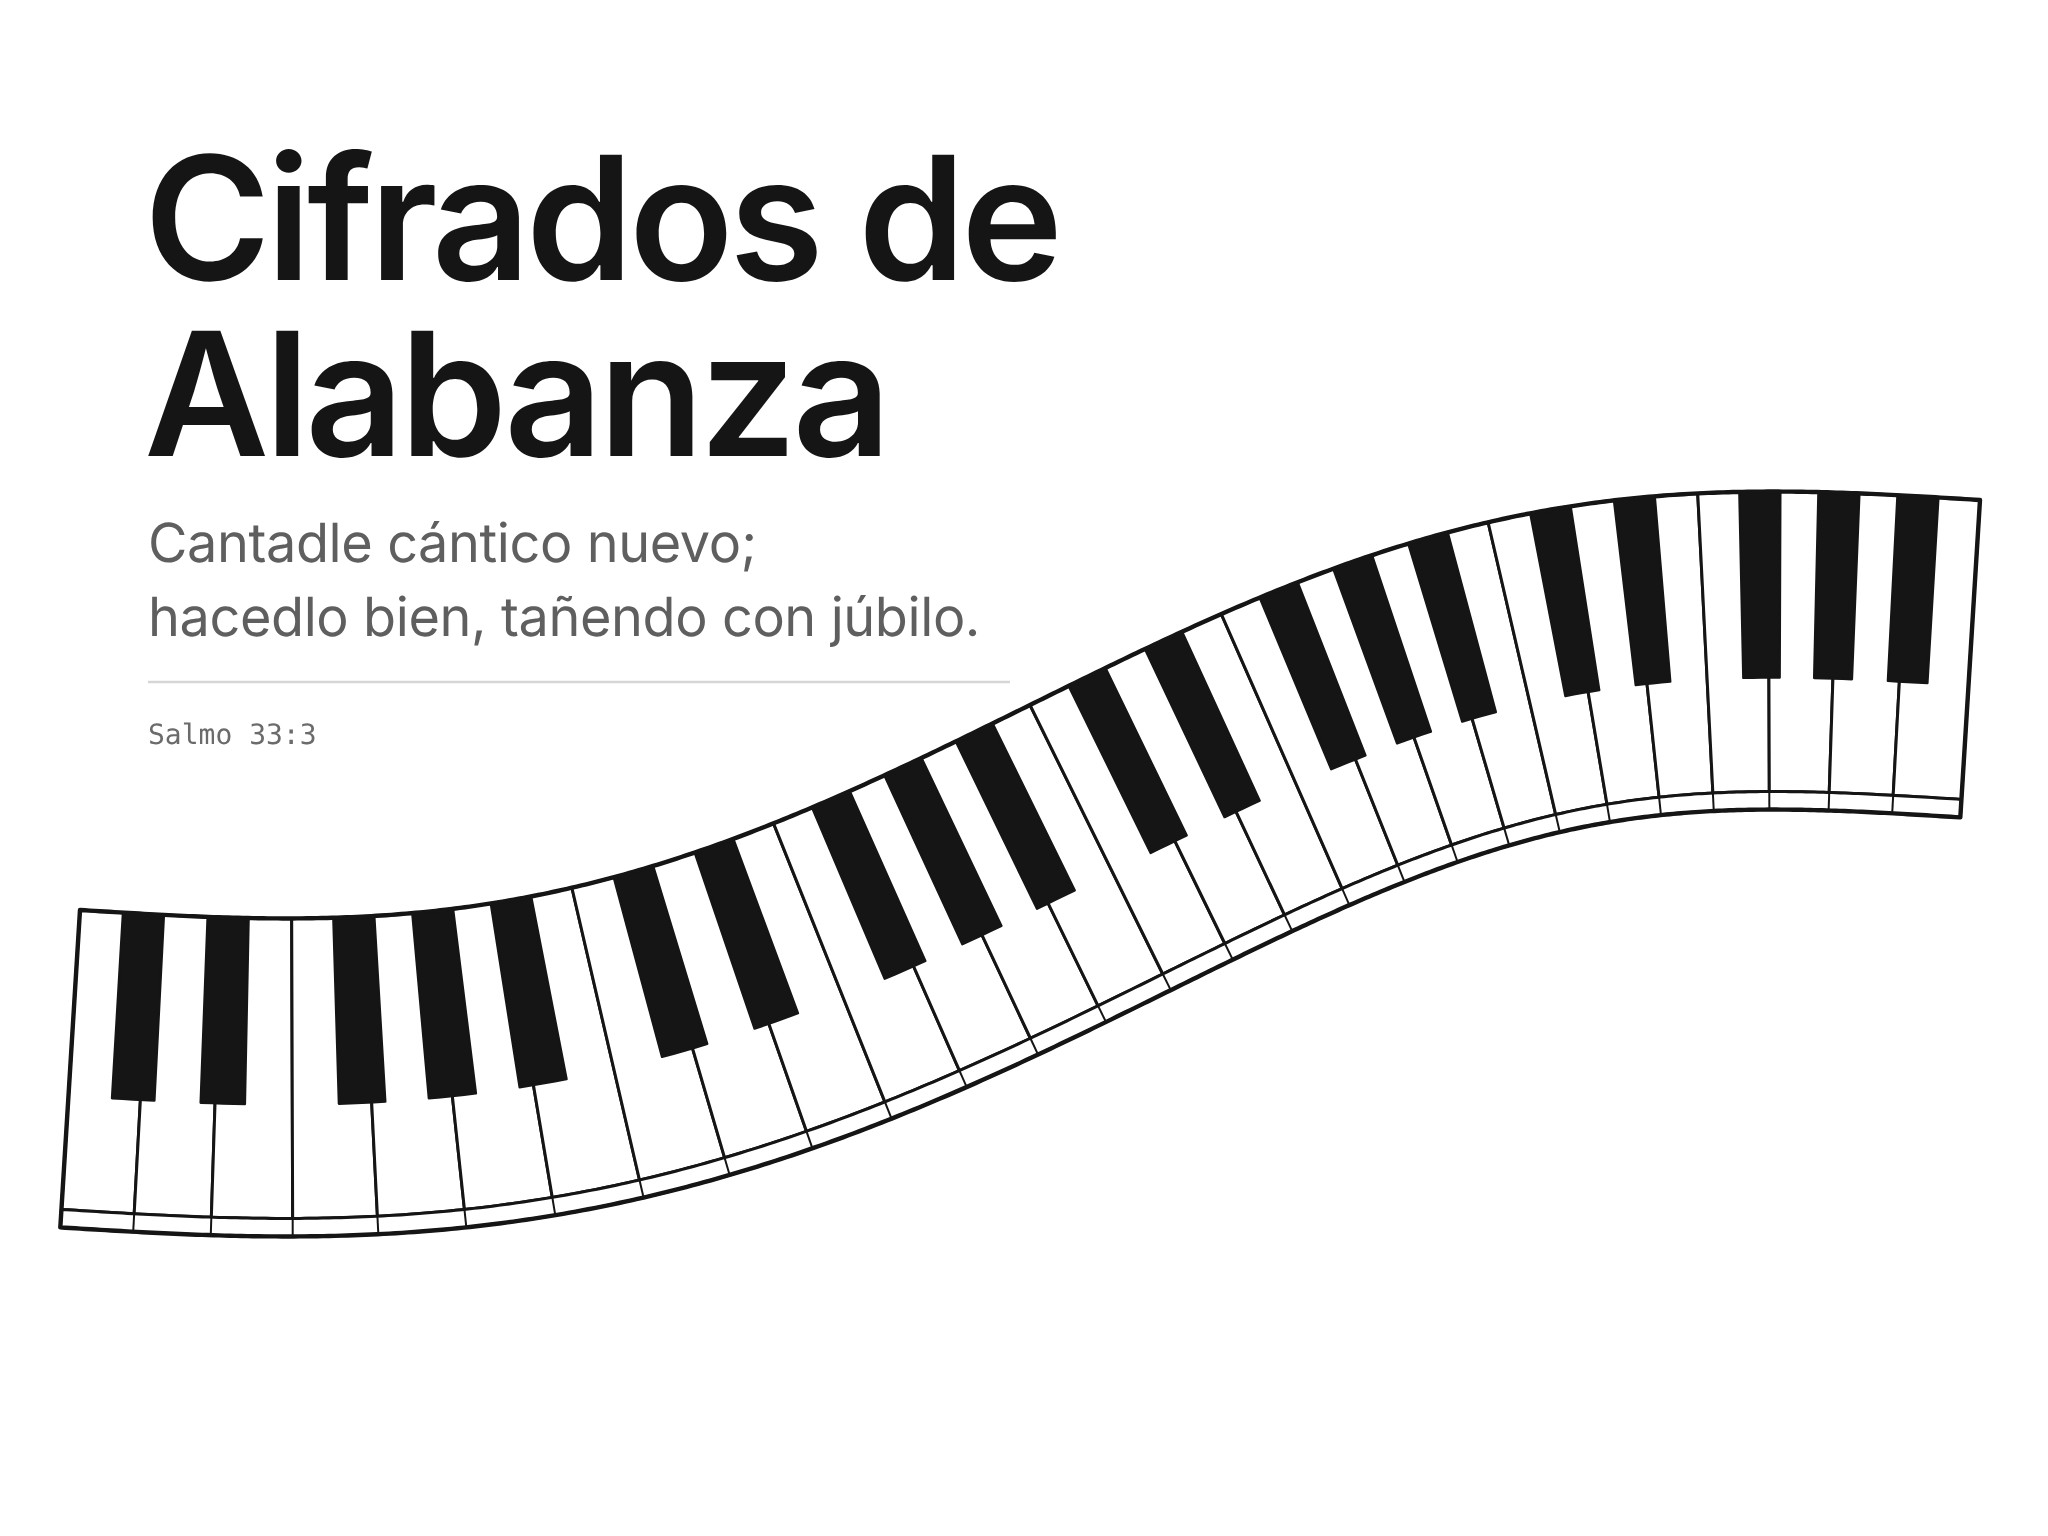 Cifrados de
Alabanza
Cantadle cántico nuevo;
hacedlo bien, tañendo con júbilo.
Salmo 33:3